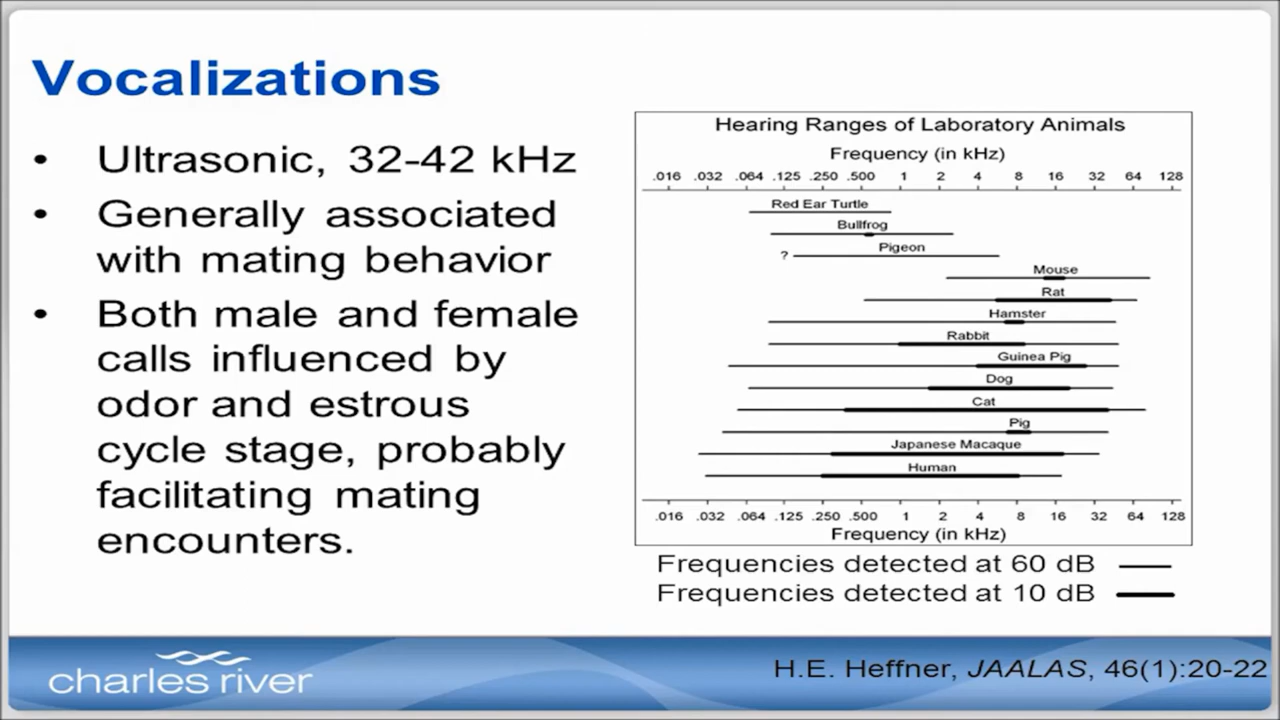 Vocalizations
• Ultrasonic, 32-42 kHz
• Generally associated
with mating behavior
• Both male and female
calls influenced by
odor and estrous
cycle stage, probably
facilitating mating
encounters.
Hearing Ranges of Laboratory Animals
Frequency (in kHz)
.016 .032 .064 .125 .250 .500 1 2 4 8 16 32 64 128
Red Ear Turtle
Bullfrog
Pigeon
?
Mouse
Rat
Hamster
Rabbit
Guinea Pig
Dog
Cat
Pig
Japanese Macaque
Human
.016 .032 .064 .125 .250 .500 1 2 4 8 16 32 64 128
Frequency (in kHz)
Frequencies detected at 60 dB
Frequencies detected at 10 dB
charles river
H.E. Heffner, JAALAS, 46(1):20-22